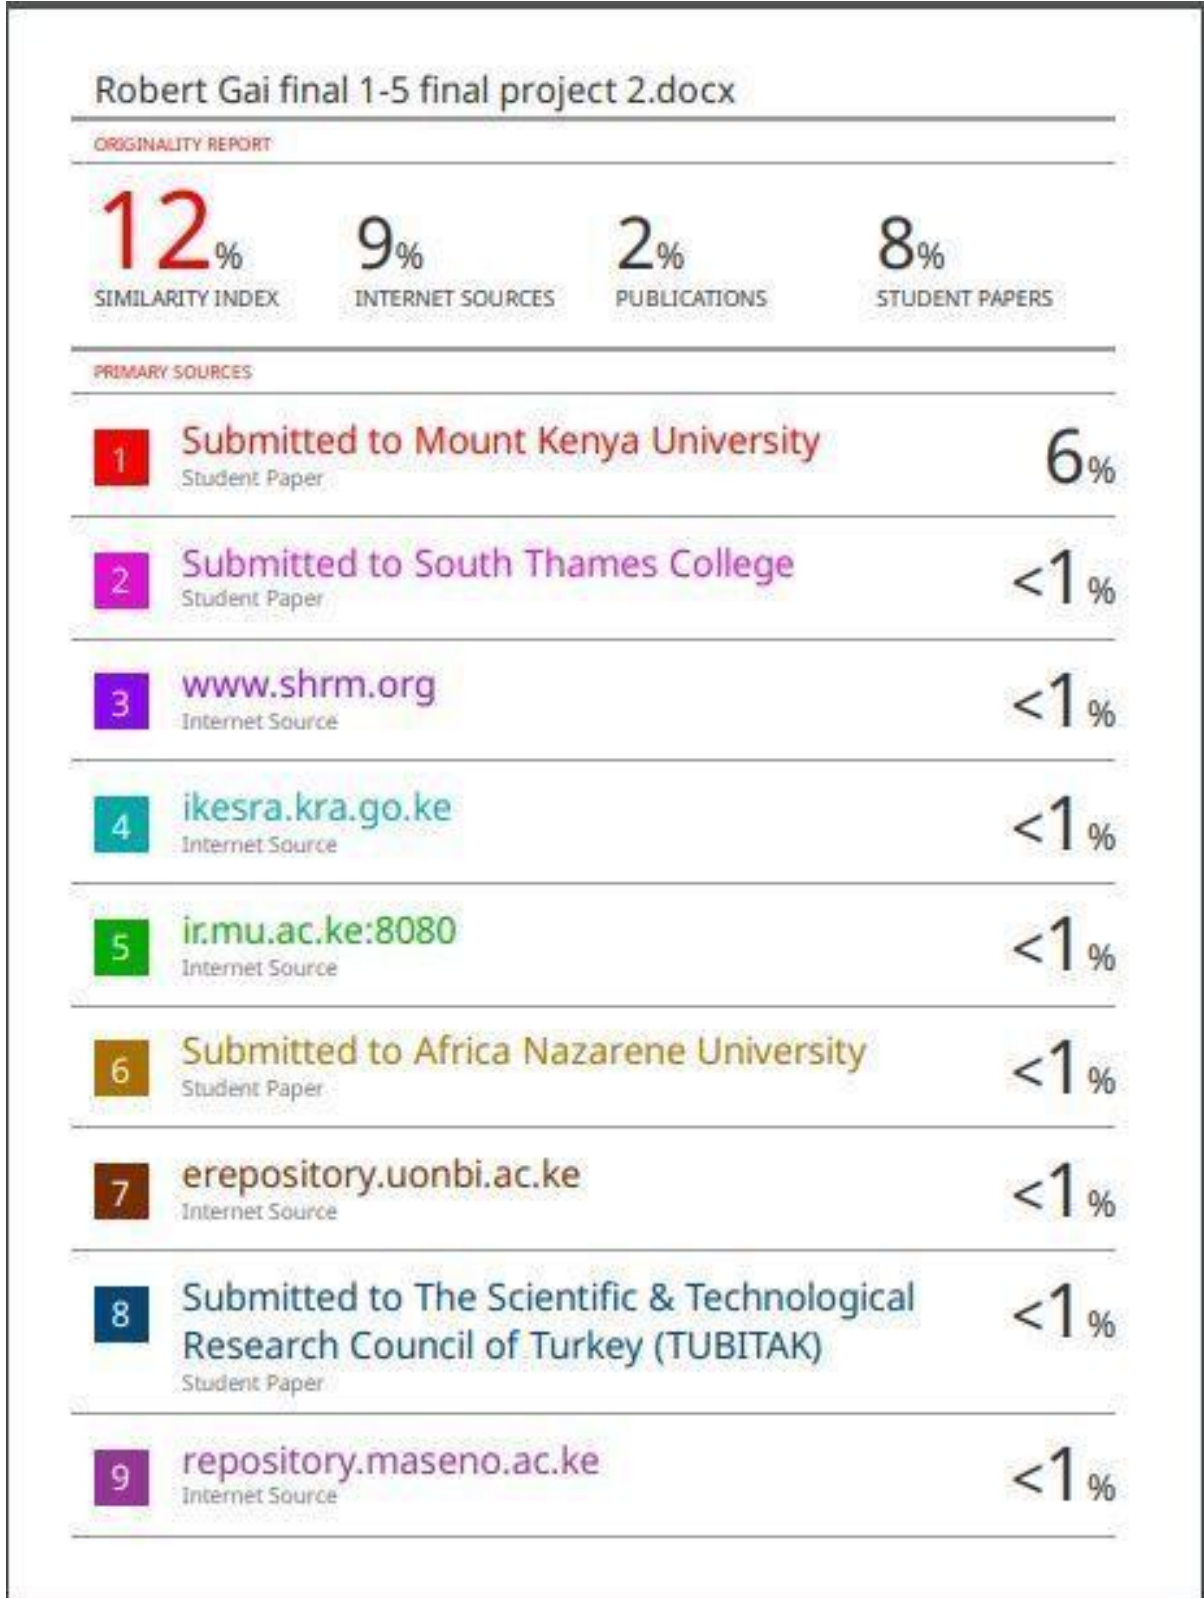 Robert Gai final 1-5 final project 2.docx
ORIGINALITY REPORT
12% 9% 2% 8%
SIMILARITY INDEX INTERNET SOURCES PUBLICATIONS STUDENT PAPERS
PRIMARY SOURCES
1 Submitted to Mount Kenya University 6%
Student Paper
2 Submitted to South Thames College <1%
Student Paper
3 www.shrm.org <1%
Internet Source
4 ikesra.kra.go.ke <1%
Internet Source
5 ir.mu.ac.ke:8080 <1%
Internet Source
6 Submitted to Africa Nazarene University <1%
Student Paper
7 erepository.uonbi.ac.ke <1%
Internet Source
8 Submitted to The Scientific & Technological <1%
Research Council of Turkey (TUBITAK)
Student Paper
9 repository.maseno.ac.ke <1%
Internet Source